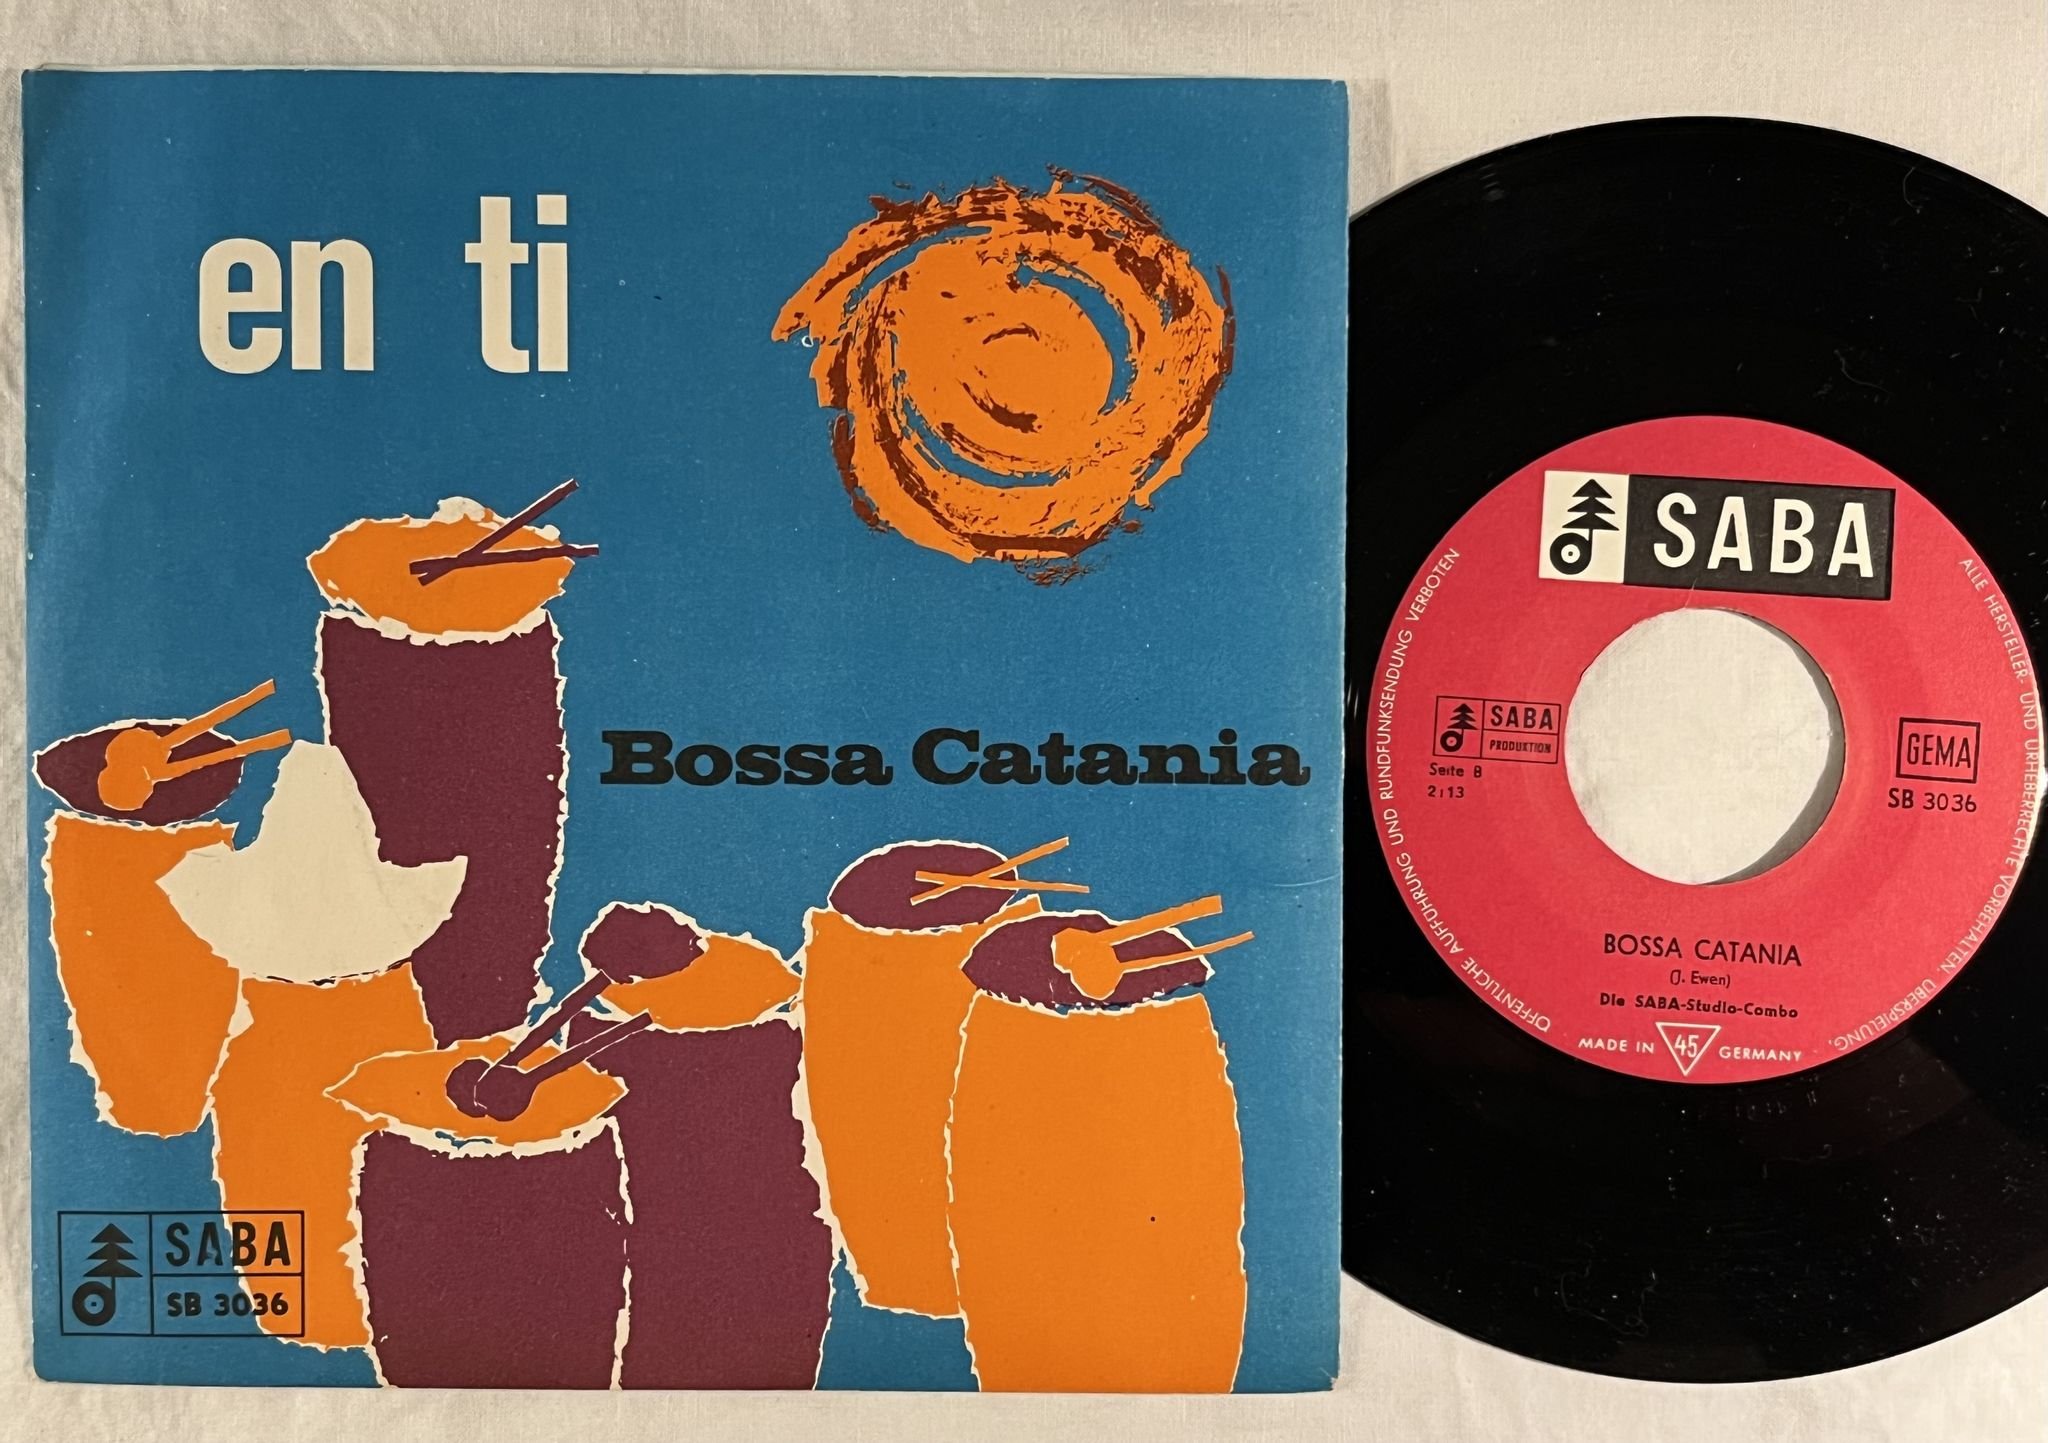 en ti
Bossa Catania
SABA
SB 3036
SABA
SABA
PRODUKTION
Seite B
2:13
GEMA
SB 3036
BOSSA CATANIA
(J. Ewen)
Die SABA-Studio-Combo
MADE IN 45 GERMANY
ALLE HERSTELLER- UND URHEBERRECHTE VORBEHALTEN, ÜBERSPIELUNG, ÖFFENTLICHE AUFFÜHRUNG UND RUNDFUNKSENDUNG VERBOTEN